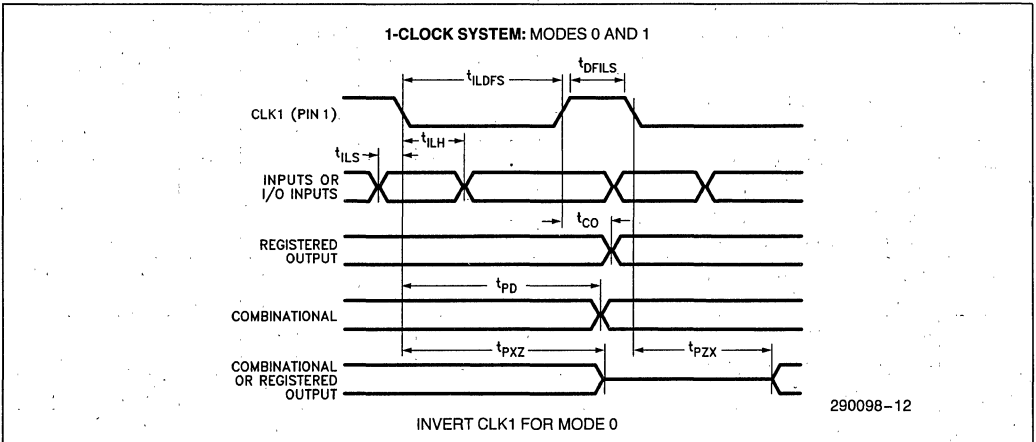 1-CLOCK SYSTEM: MODES 0 AND 1
tILDFS
tDFILS
CLK1 (PIN 1)
tILS
tILH
INPUTS OR
I/O INPUTS
tCO
REGISTERED
OUTPUT
tPD
COMBINATIONAL
tPXZ
tPZX
COMBINATIONAL
OR REGISTERED
OUTPUT
290098-12
INVERT CLK1 FOR MODE 0